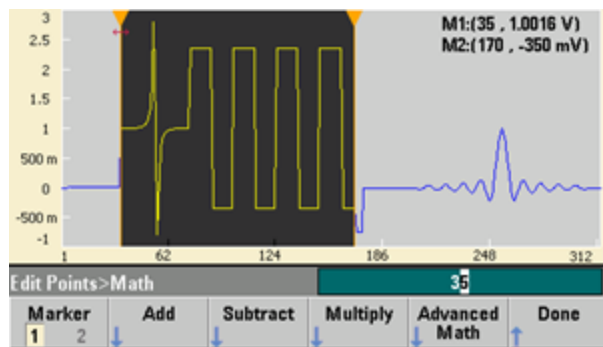 M1:(35 , 1.0016 V)
M2:(170 , -350 mV)
3
2.5
2
1.5
1
500 m
0
-500 m
-1
1
62
124
186
248
312
Edit Points>Math
35
Marker
1 2
Add
Subtract
Multiply
Advanced
Math
Done